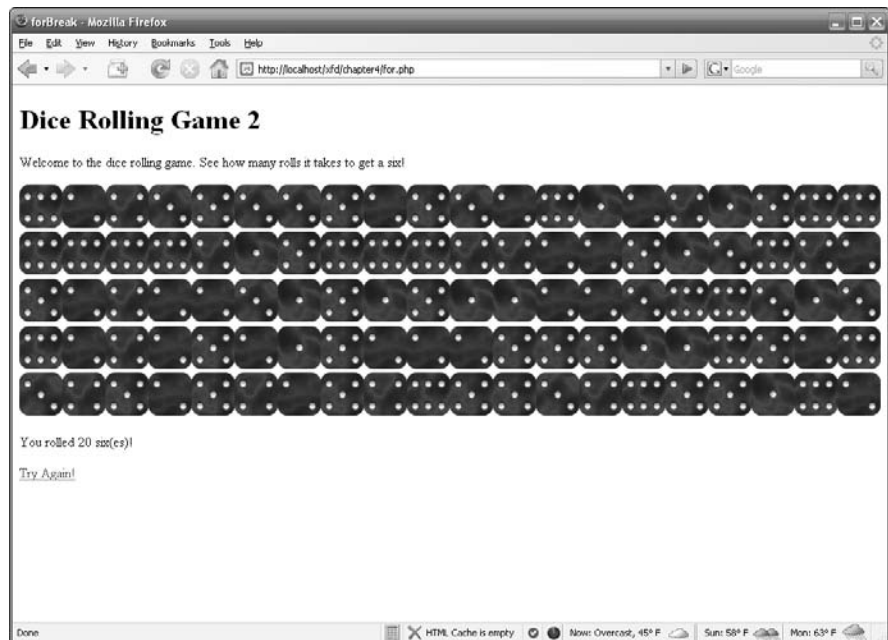 forBreak - Mozilla Firefox
File Edit View History Bookmarks Tools Help
http://localhost/xfd/chapter4/for.php
Google
Dice Rolling Game 2
Welcome to the dice rolling game. See how many rolls it takes to get a six!
You rolled 20 six(es)!
Try Again!
Done HTML Cache is empty Now: Overcast, 45° F Sun: 58° F Mon: 63° F